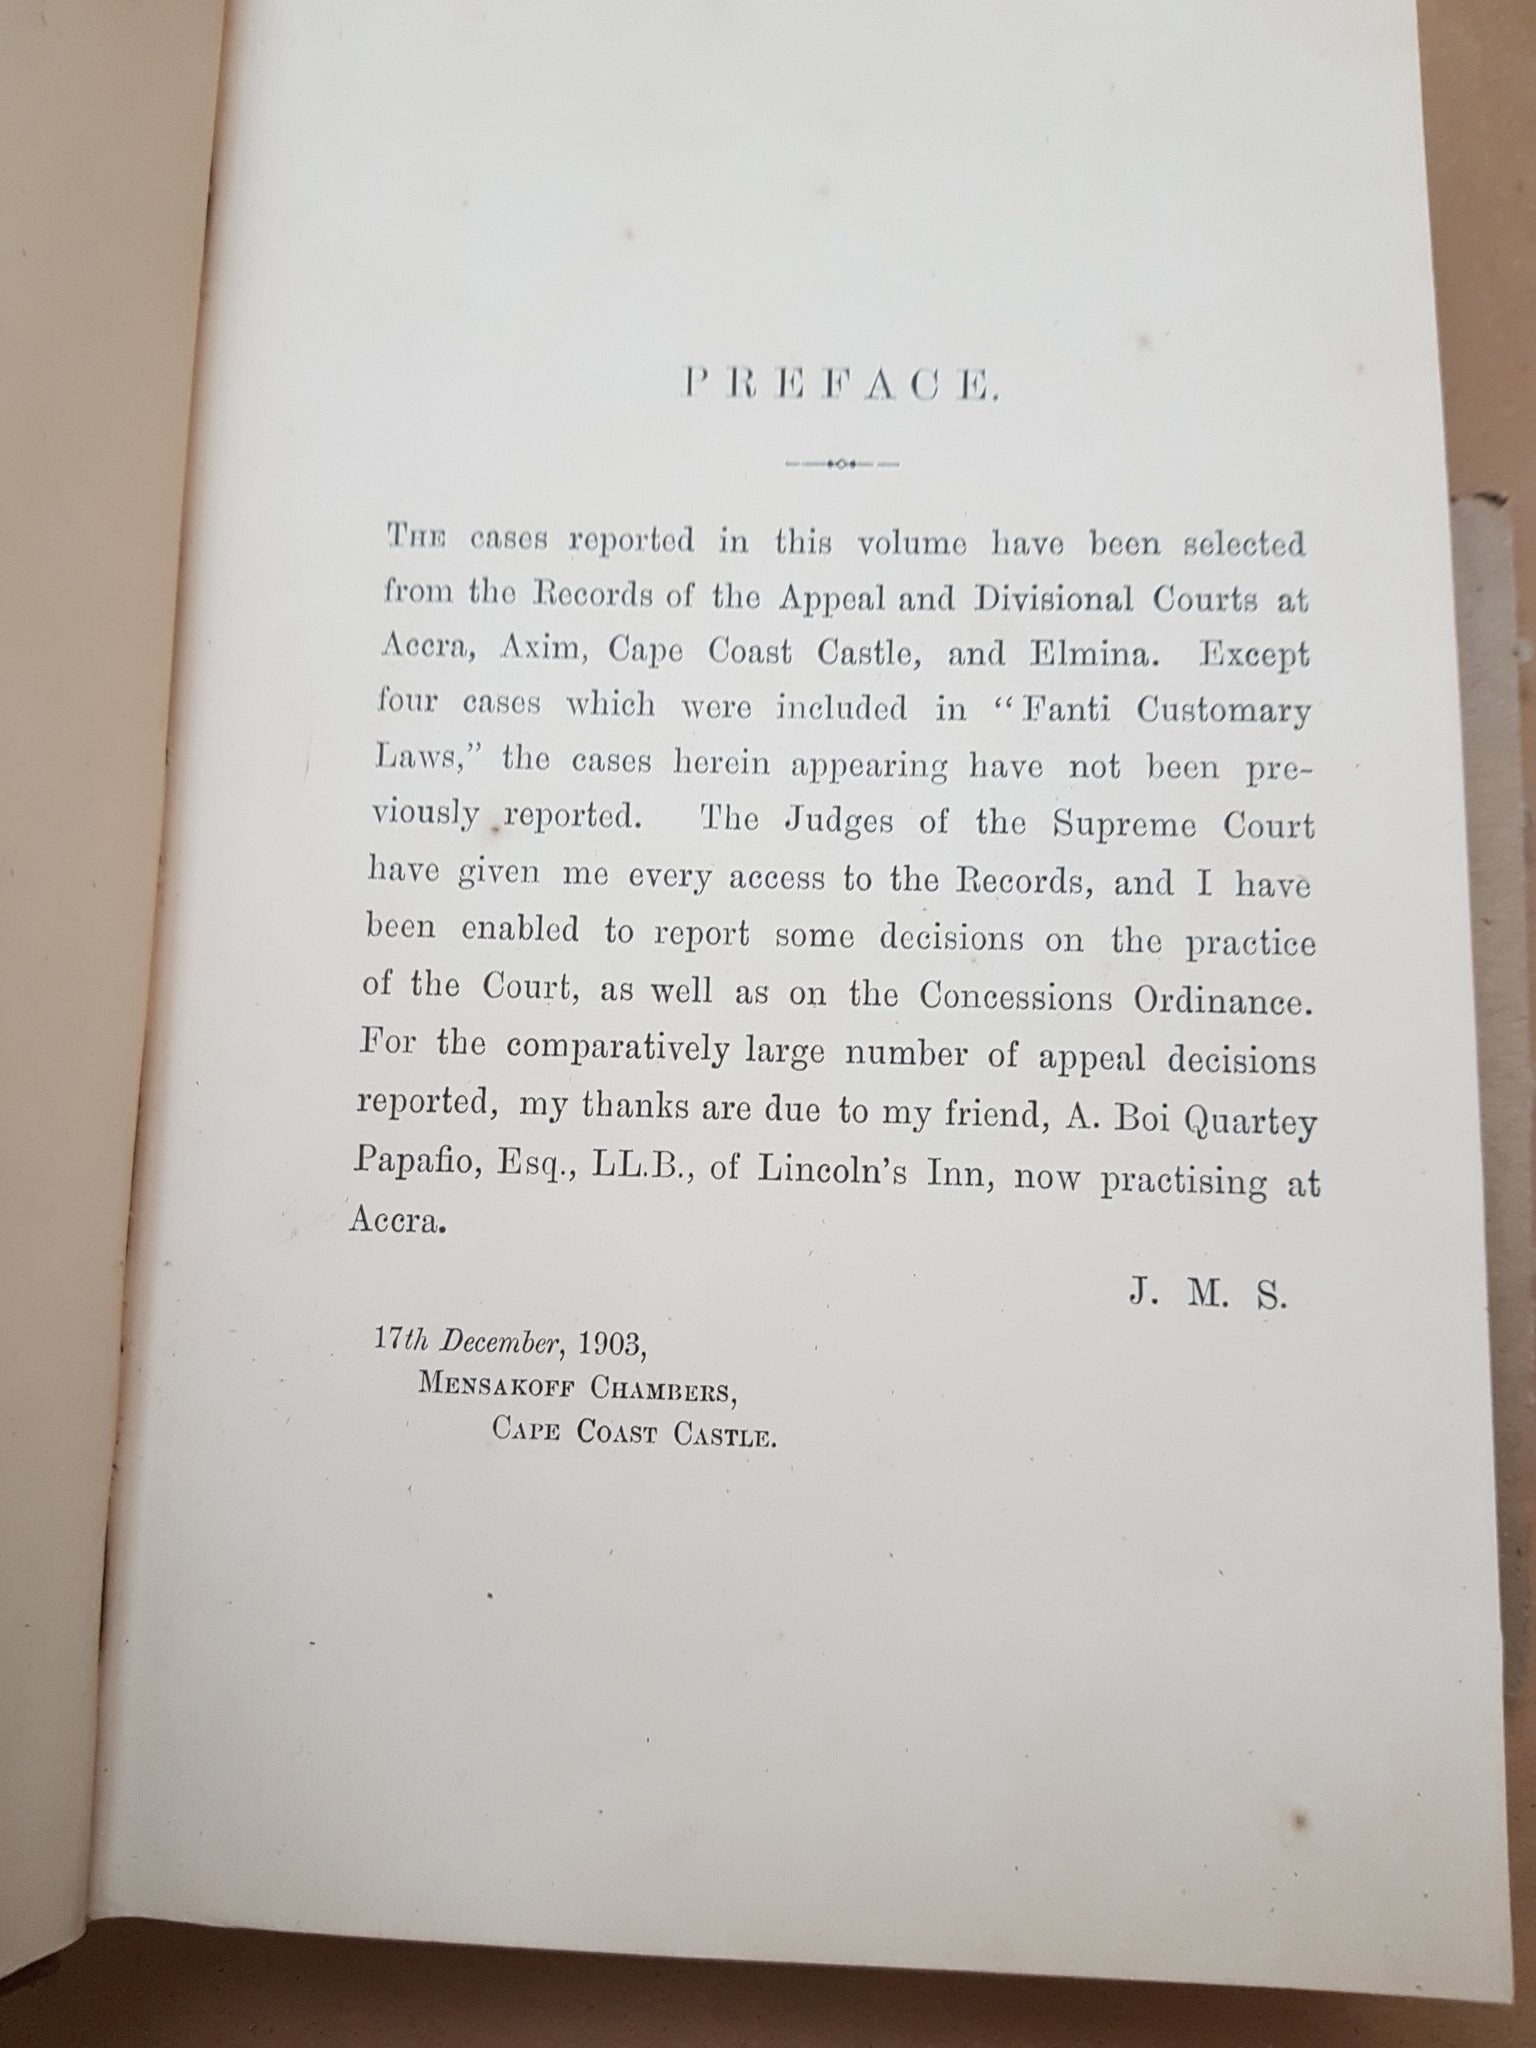 PREFACE.
THE cases reported in this volume have been selected
from the Records of the Appeal and Divisional Courts at
Accra, Axim, Cape Coast Castle, and Elmina. Except
four cases which were included in “Fanti Customary
Laws,” the cases herein appearing have not been pre-
viously reported. The Judges of the Supreme Court
have given me every access to the Records, and I have
been enabled to report some decisions on the practice
of the Court, as well as on the Concessions Ordinance.
For the comparatively large number of appeal decisions
reported, my thanks are due to my friend, A. Boi Quartey
Papafio, Esq., LL.B., of Lincoln’s Inn, now practising at
Accra.
J. M. S.
17th December, 1903,
MENSAKOFF CHAMBERS,
CAPE COAST CASTLE.